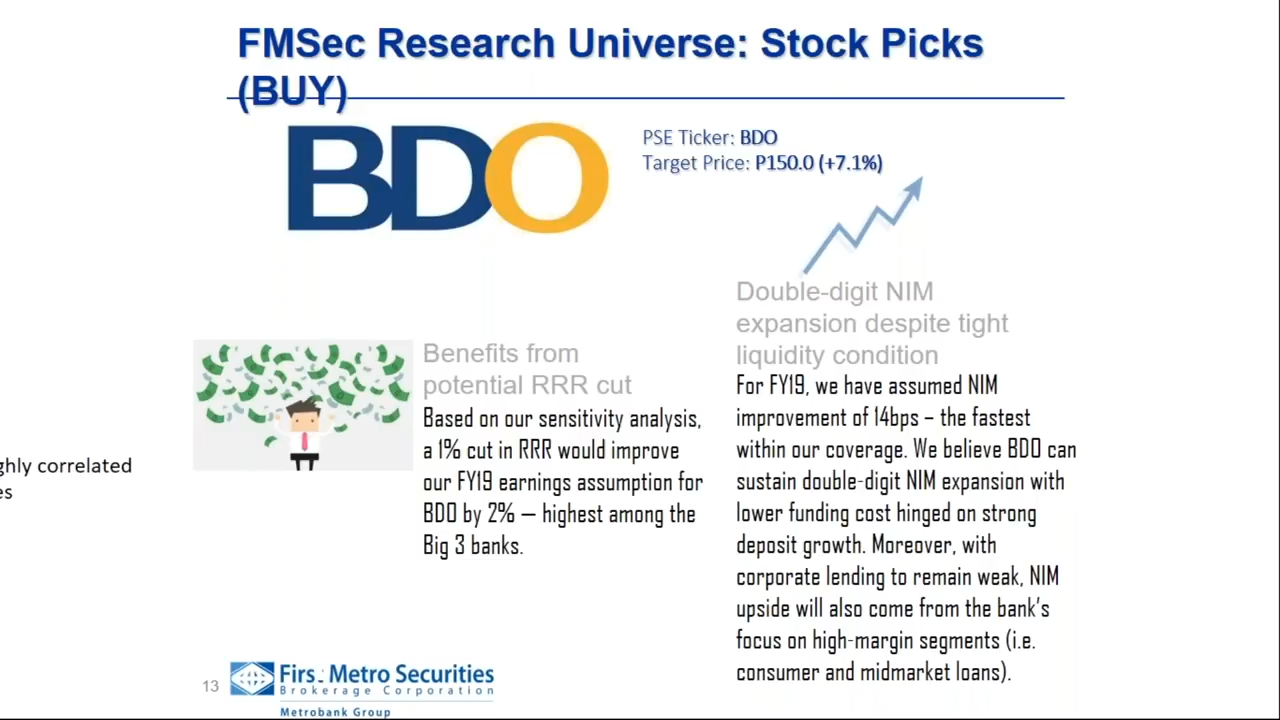 FMSec Research Universe: Stock Picks
(BUY)
BDO
PSE Ticker: BDO
Target Price: P150.0 (+7.1%)
Double-digit NIM
expansion despite tight
liquidity condition
For FY19, we have assumed NIM
improvement of 14bps – the fastest
within our coverage. We believe BDO can
sustain double-digit NIM expansion with
lower funding cost hinged on strong
deposit growth. Moreover, with
corporate lending to remain weak, NIM
upside will also come from the bank's
focus on high-margin segments (i.e.
consumer and midmarket loans).
Benefits from
potential RRR cut
Based on our sensitivity analysis,
a 1% cut in RRR would improve
our FY19 earnings assumption for
BDO by 2% – highest among the
Big 3 banks.
correlated
13
First Metro Securities
Brokerage Corporation
Metrobank Group